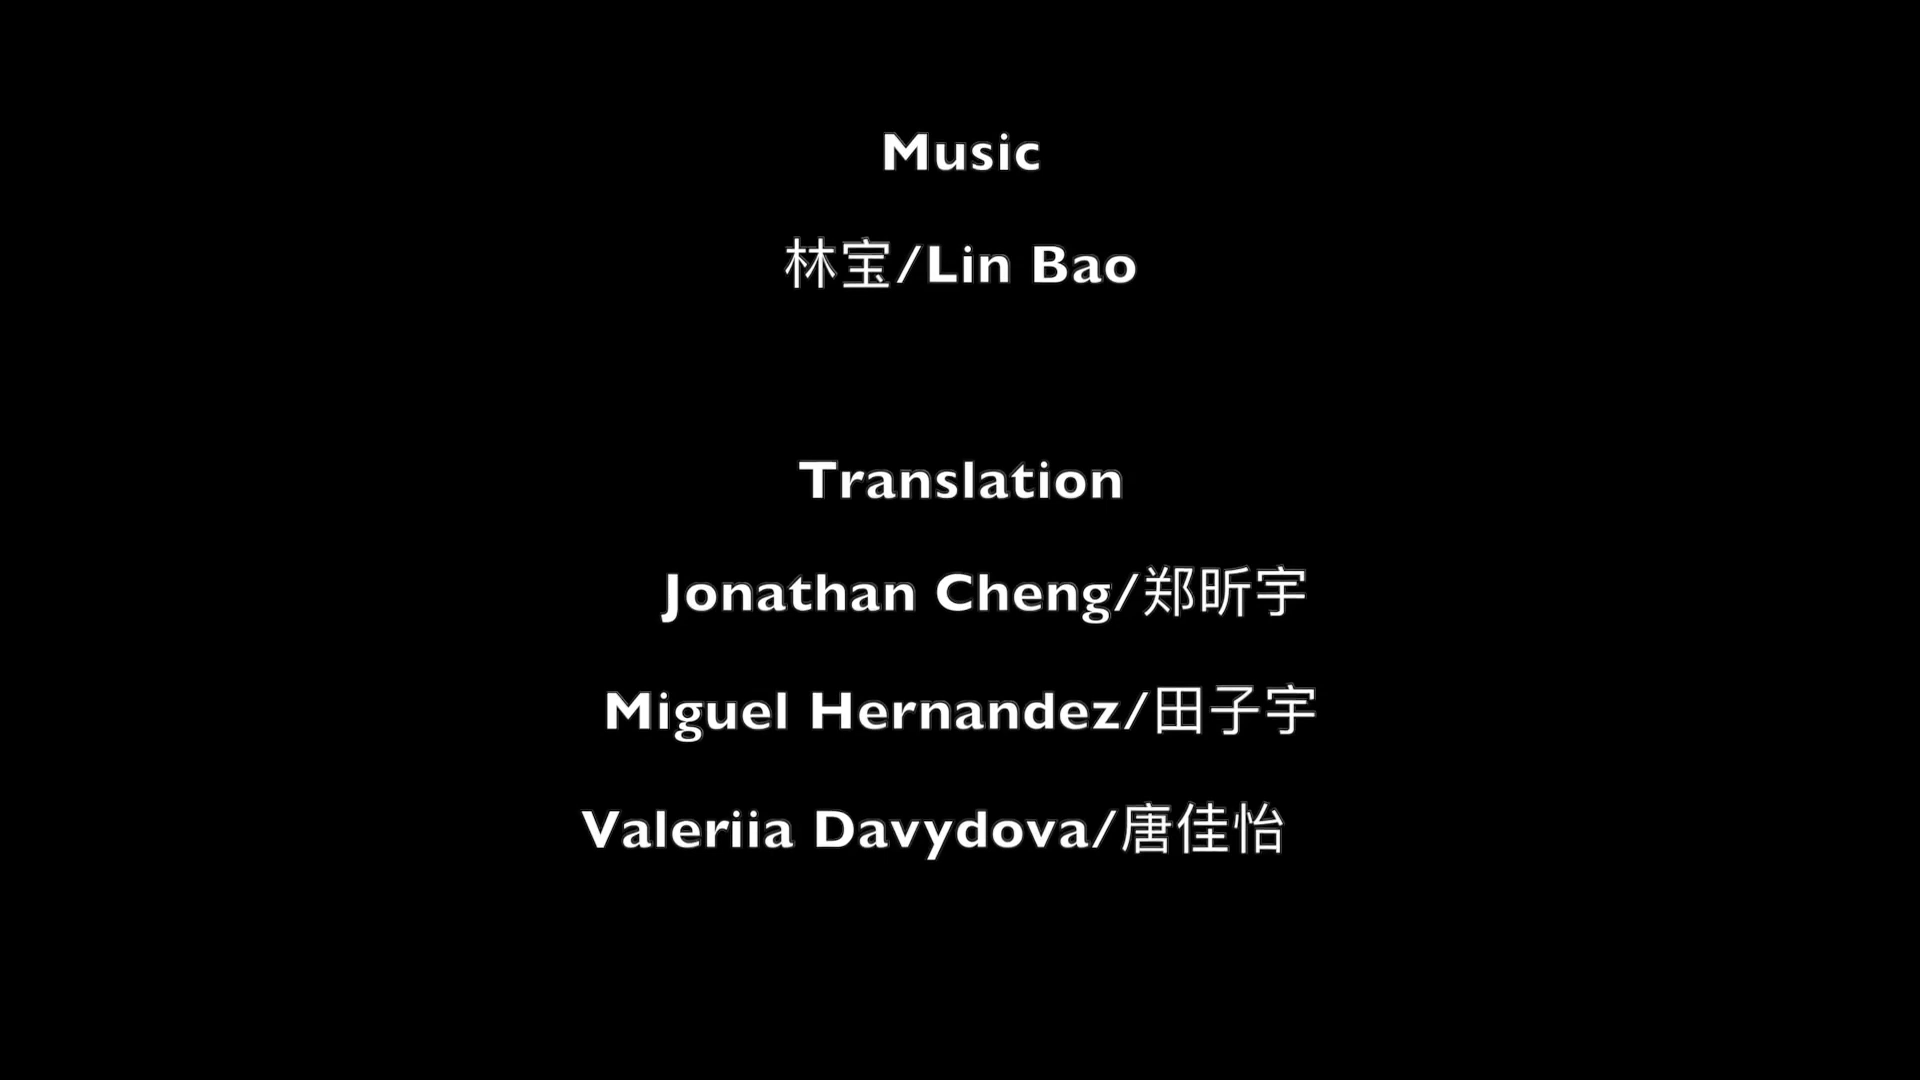 Music
林宝/Lin Bao
Translation
Jonathan Cheng/郑昕宇
Miguel Hernandez/田子宇
Valeriia Davydova/唐佳怡